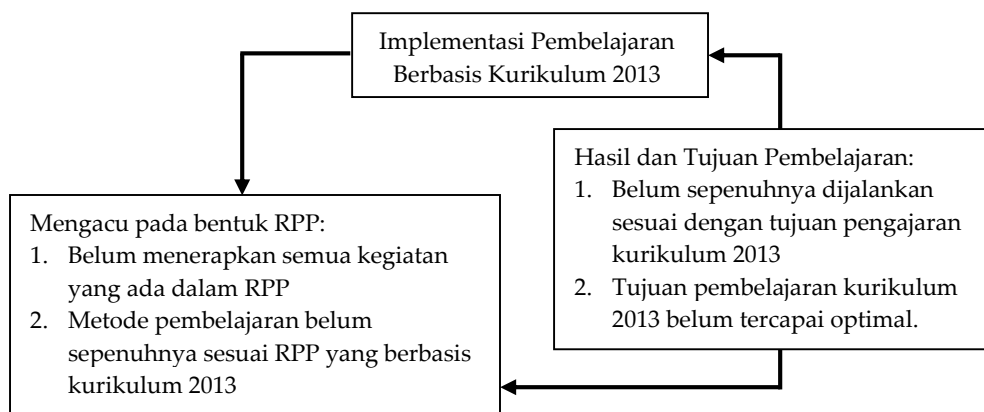 Implementasi Pembelajaran
Berbasis Kurikulum 2013
Hasil dan Tujuan Pembelajaran:
1. Belum sepenuhnya dijalankan
sesuai dengan tujuan pengajaran
kurikulum 2013
2. Tujuan pembelajaran kurikulum
2013 belum tercapai optimal.
Mengacu pada bentuk RPP:
1. Belum menerapkan semua kegiatan
yang ada dalam RPP
2. Metode pembelajaran belum
sepenuhnya sesuai RPP yang berbasis
kurikulum 2013